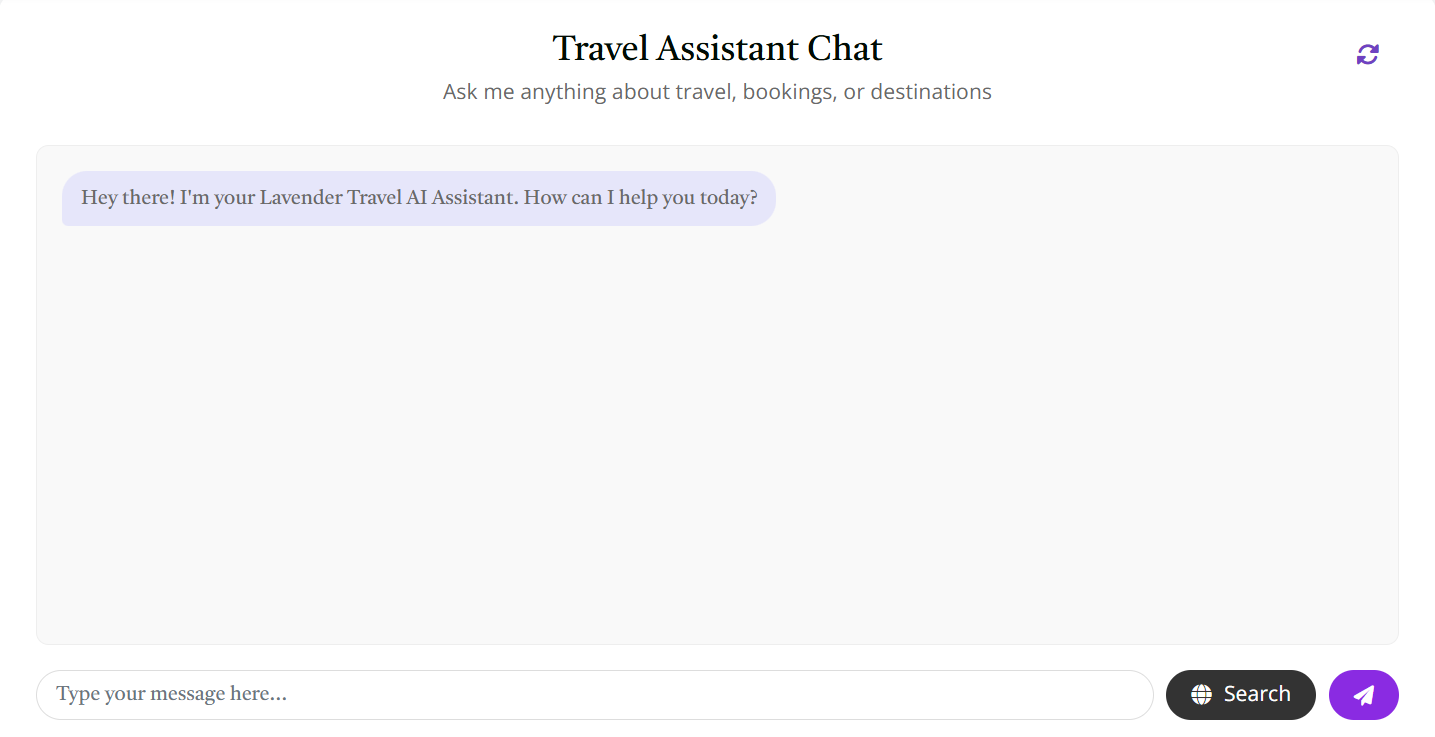 Travel Assistant Chat
Ask me anything about travel, bookings, or destinations
Hey there! I'm your Lavender Travel AI Assistant. How can I help you today?
Type your message here...
Search